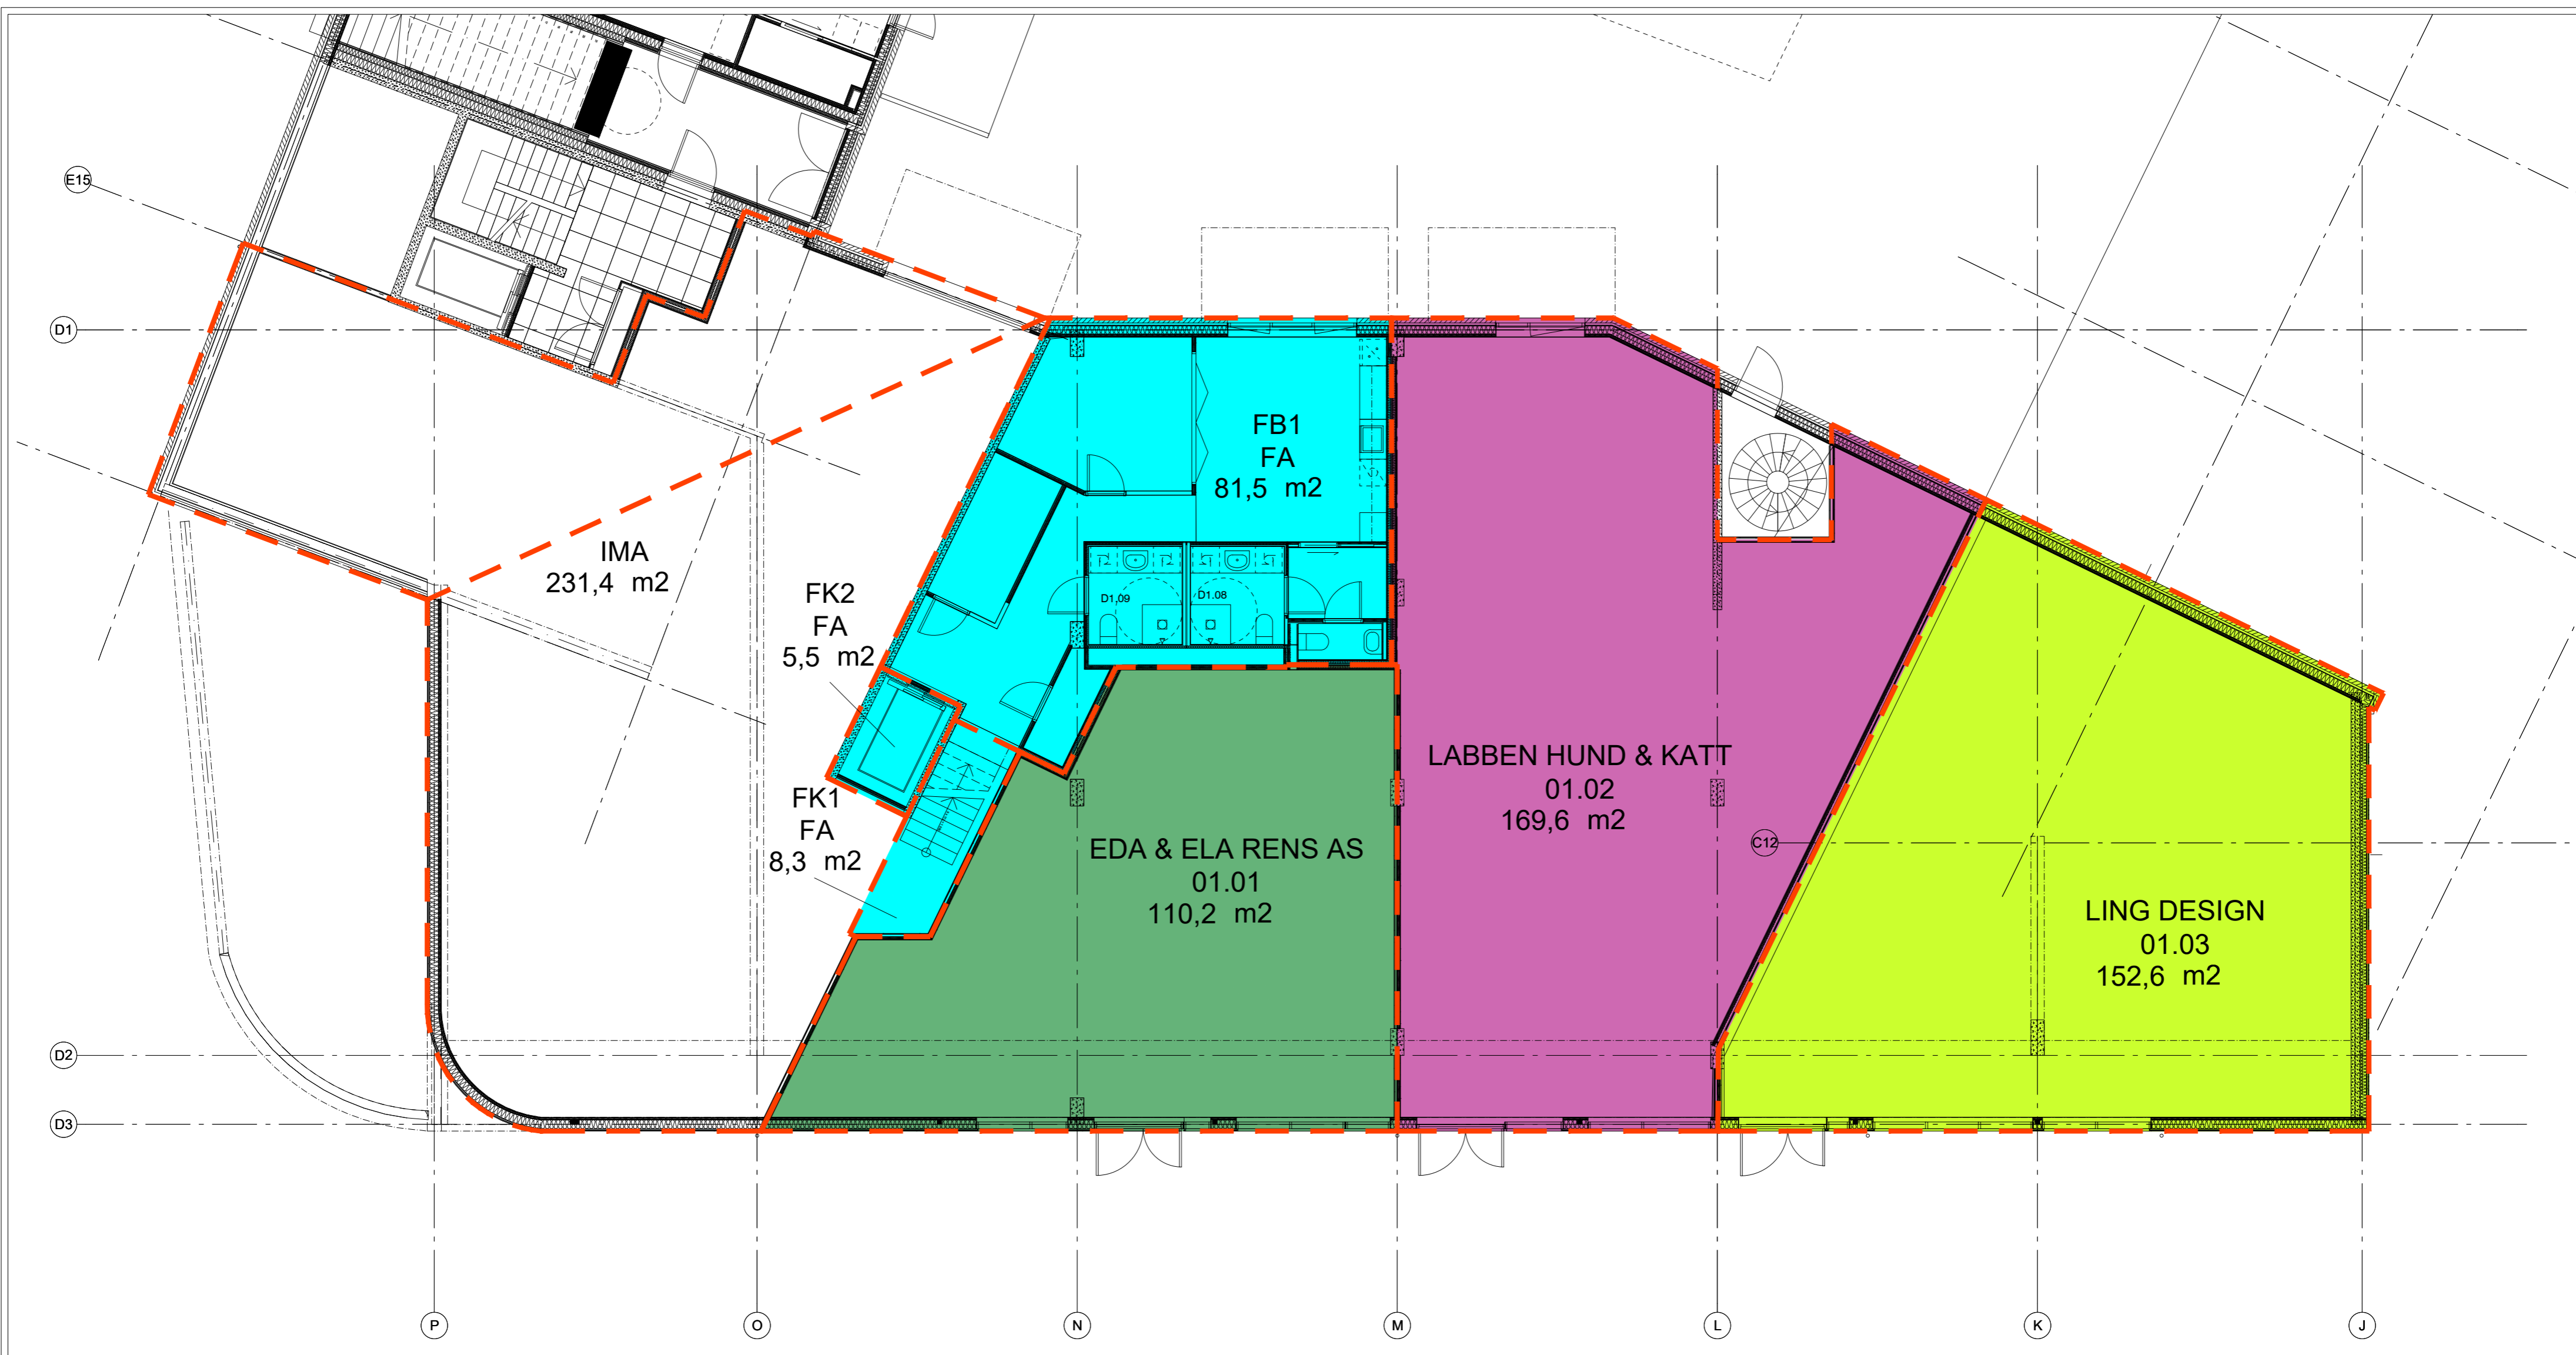 E15
D1
FB1
FA
81,5 m2
IMA
231,4 m2
FK2
FA
5,5 m2
D1.09
D1.08
LABBEN HUND & KATT
01.02
169,6 m2
FK1
FA
8,3 m2
EDA & ELA RENS AS
01.01
110,2 m2
C12
LING DESIGN
01.03
152,6 m2
D2
D3
P
O
N
M
L
K
J